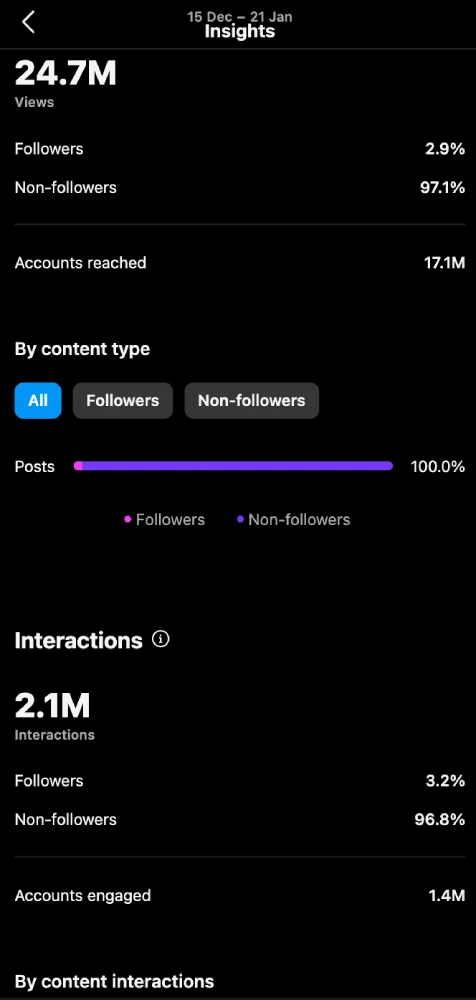 15 Dec – 21 Jan
Insights
24.7M
Views
Followers 2.9%
Non-followers 97.1%
Accounts reached 17.1M
By content type
All Followers Non-followers
Posts 100.0%
Followers Non-followers
Interactions
2.1M
Interactions
Followers 3.2%
Non-followers 96.8%
Accounts engaged 1.4M
By content interactions